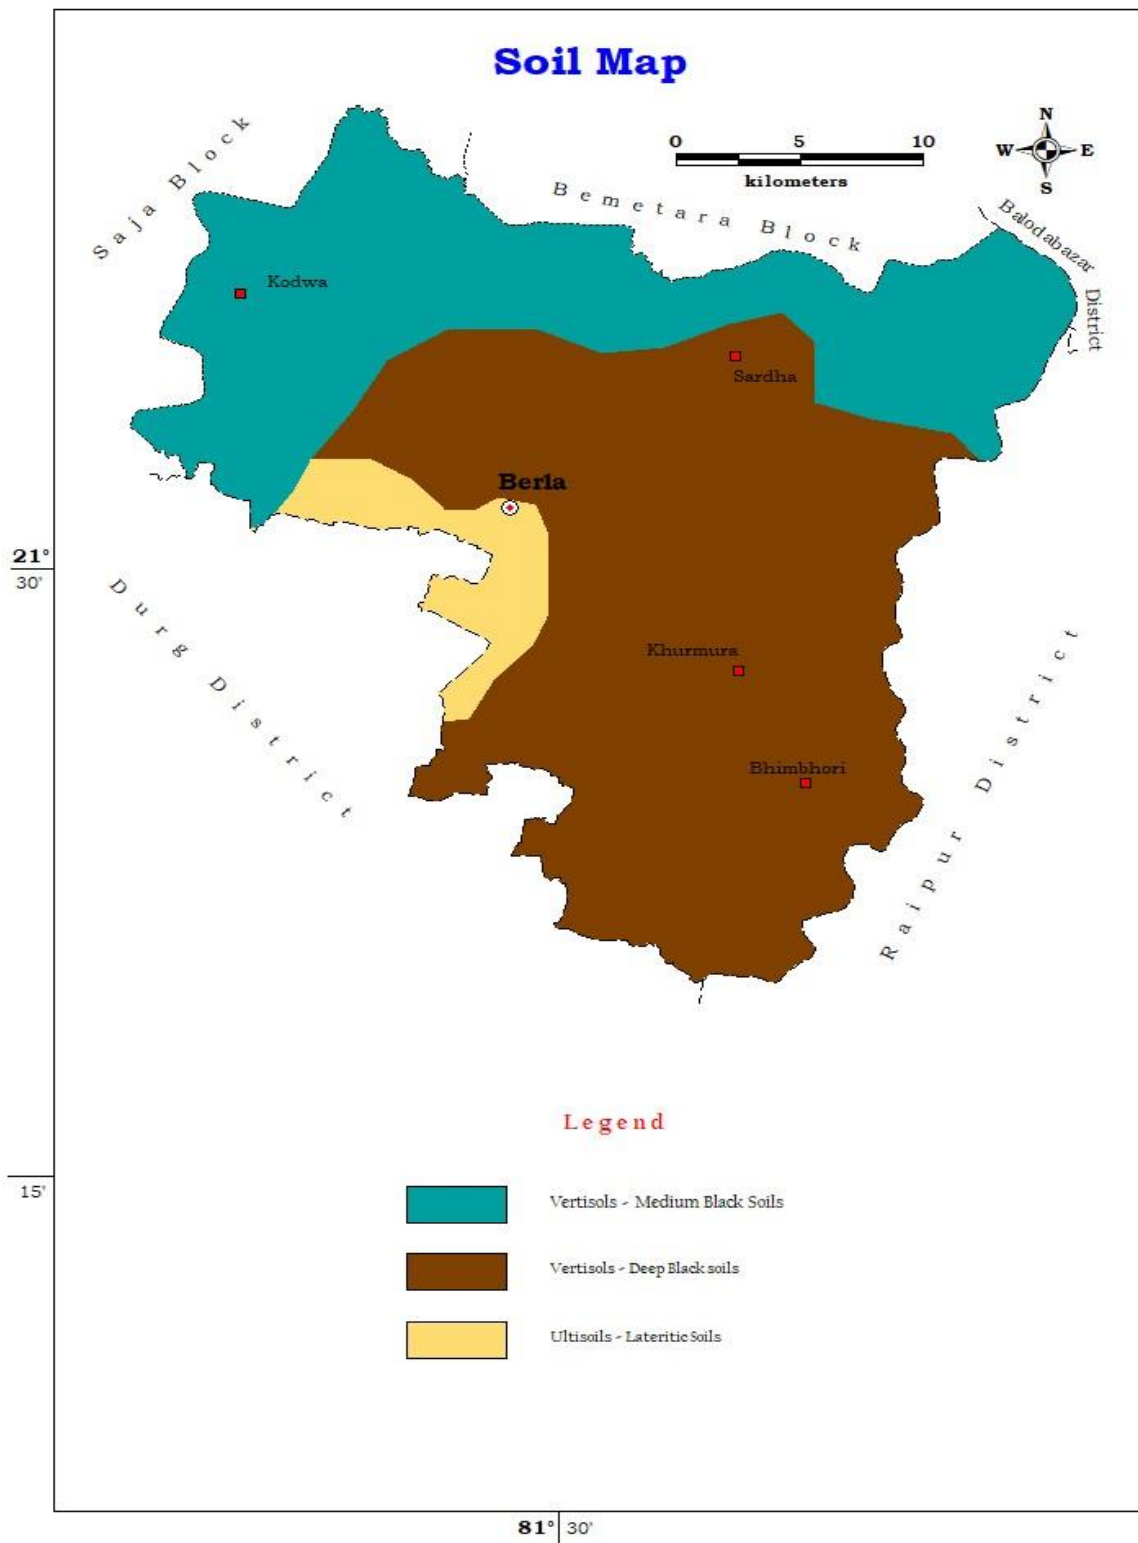 Soil Map
N
0 5 10
W E
kilometers
S
Saja Block
Bemetara Block
Balodabazar
District
Kodwa
Sardha
Berla
21°
30'
Durg District
Khurmura
Bhimbhori
Raipur District
Legend
15'
Vertisols - Medium Black Soils
Vertisols - Deep Black soils
Ultisoils - Lateritic Soils
81° 30'